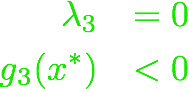 λ₃ = 0
g₃(x*) < 0